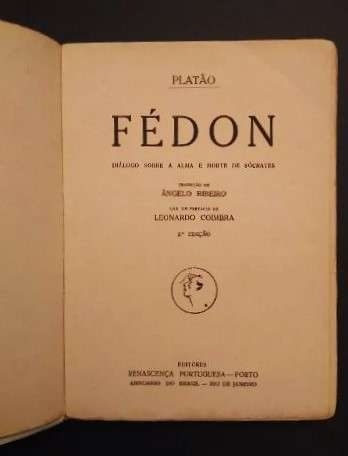 PLATÃO
FÉDON
DIÁLOGO SOBRE A ALMA E MORTE DE SÓCRATES
TRADUÇÃO DE
ÂNGELO RIBEIRO
COM UM PREFÁCIO DE
LEONARDO COIMBRA
2ª EDIÇÃO
EDITORES
RENASCENÇA PORTUGUESA—PORTO
ANNUARIO DO BRASIL — RIO DE JANEIRO